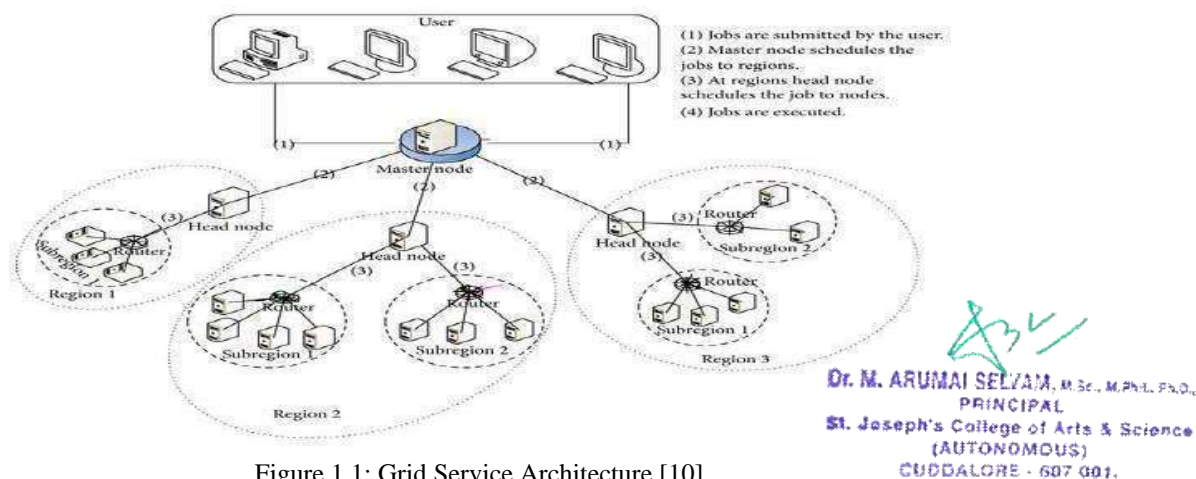 User
(1) Jobs are submitted by the user.
(2) Master node schedules the
jobs to regions.
(3) At regions head node
schedules the job to nodes.
(4) Jobs are executed.
(1)
(1)
Master node
(2)
(2)
(2)
(3)
Head node
Router
Subregion 1
Region 1
Head node
(3)
(3)
Router
Subregion 1
Router
Subregion 2
Region 2
Head node
(3)
Router
Subregion 2
(3)
Router
Subregion 1
Region 3
Dr. M. ARUMAI SELVAM, M.Sc., M.Phil., Ph.D.,
PRINCIPAL
St. Joseph's College of Arts & Science
(AUTONOMOUS)
CUDDALORE - 607 001.
Figure 1.1: Grid Service Architecture [10]